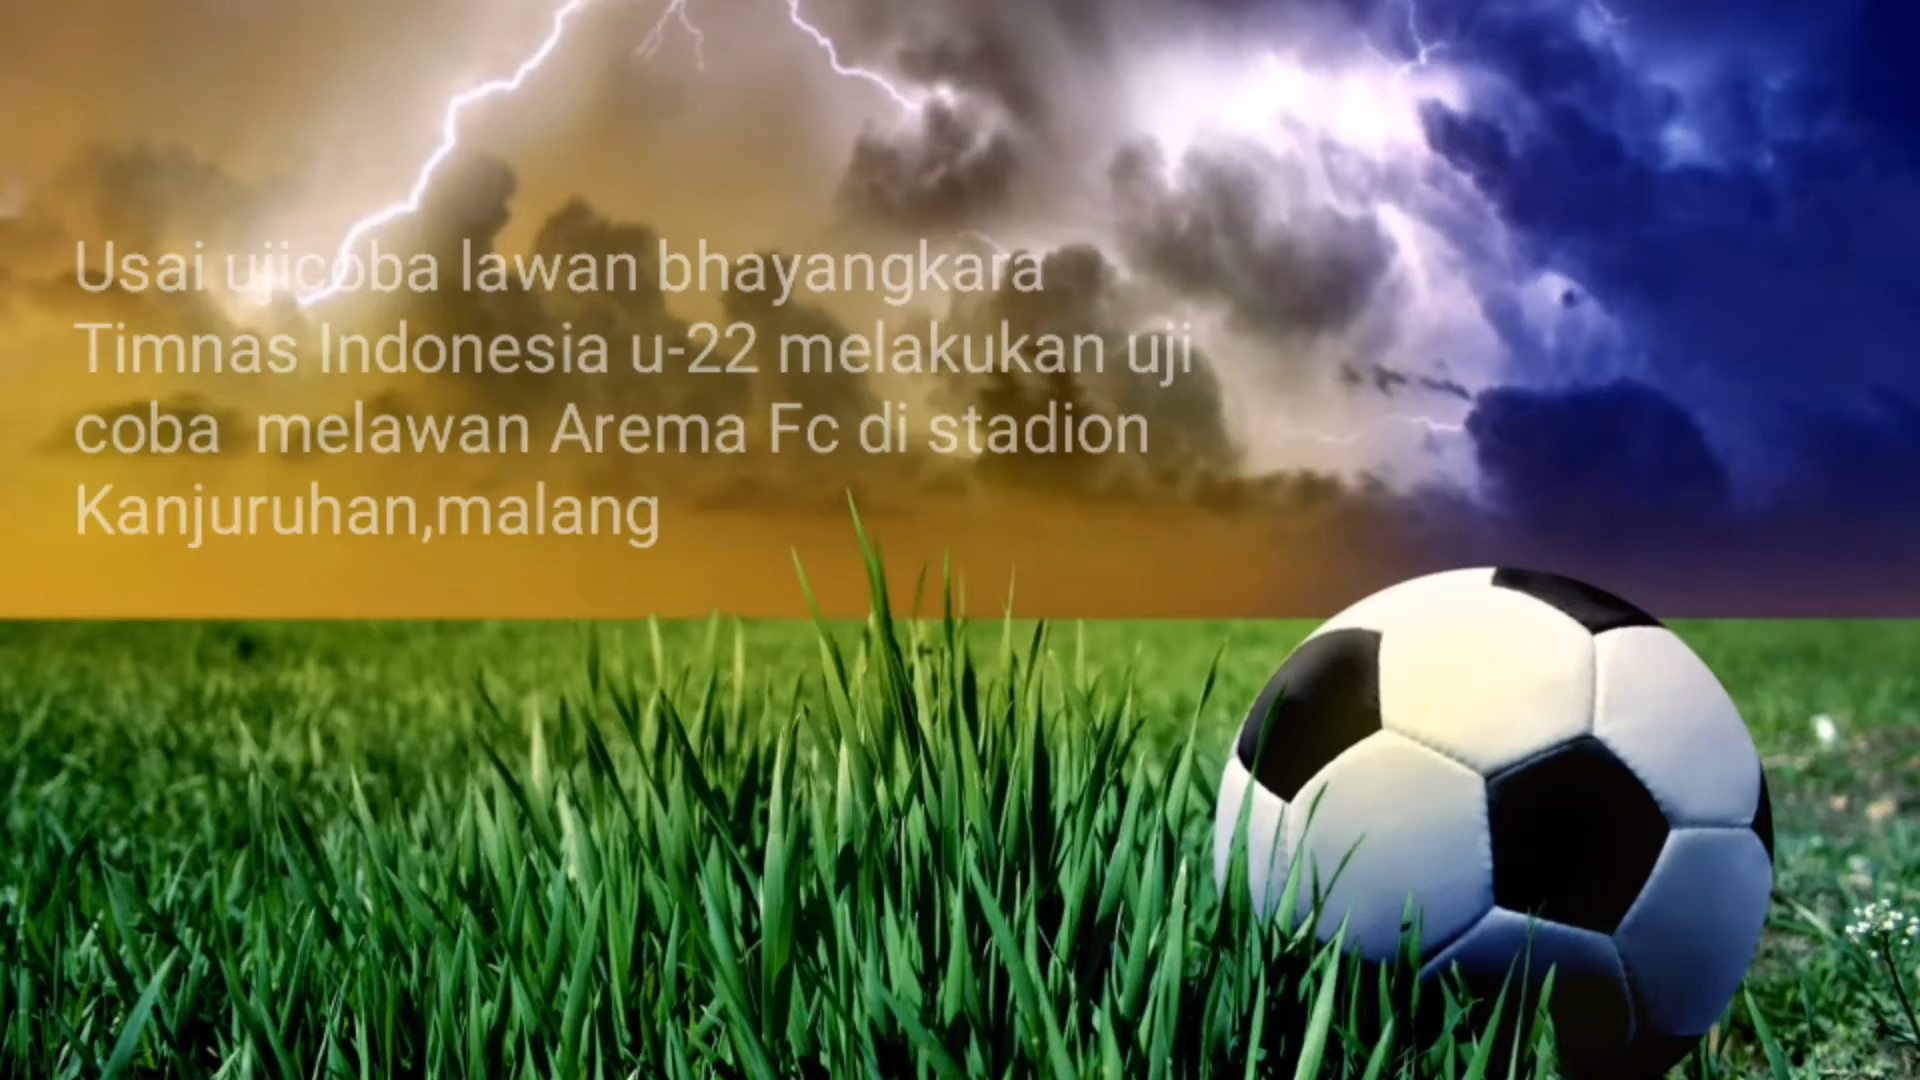 Usai ujicoba lawan bhayangkara
Timnas Indonesia u-22 melakukan uji
coba  melawan Arema Fc di stadion
Kanjuruhan,malang